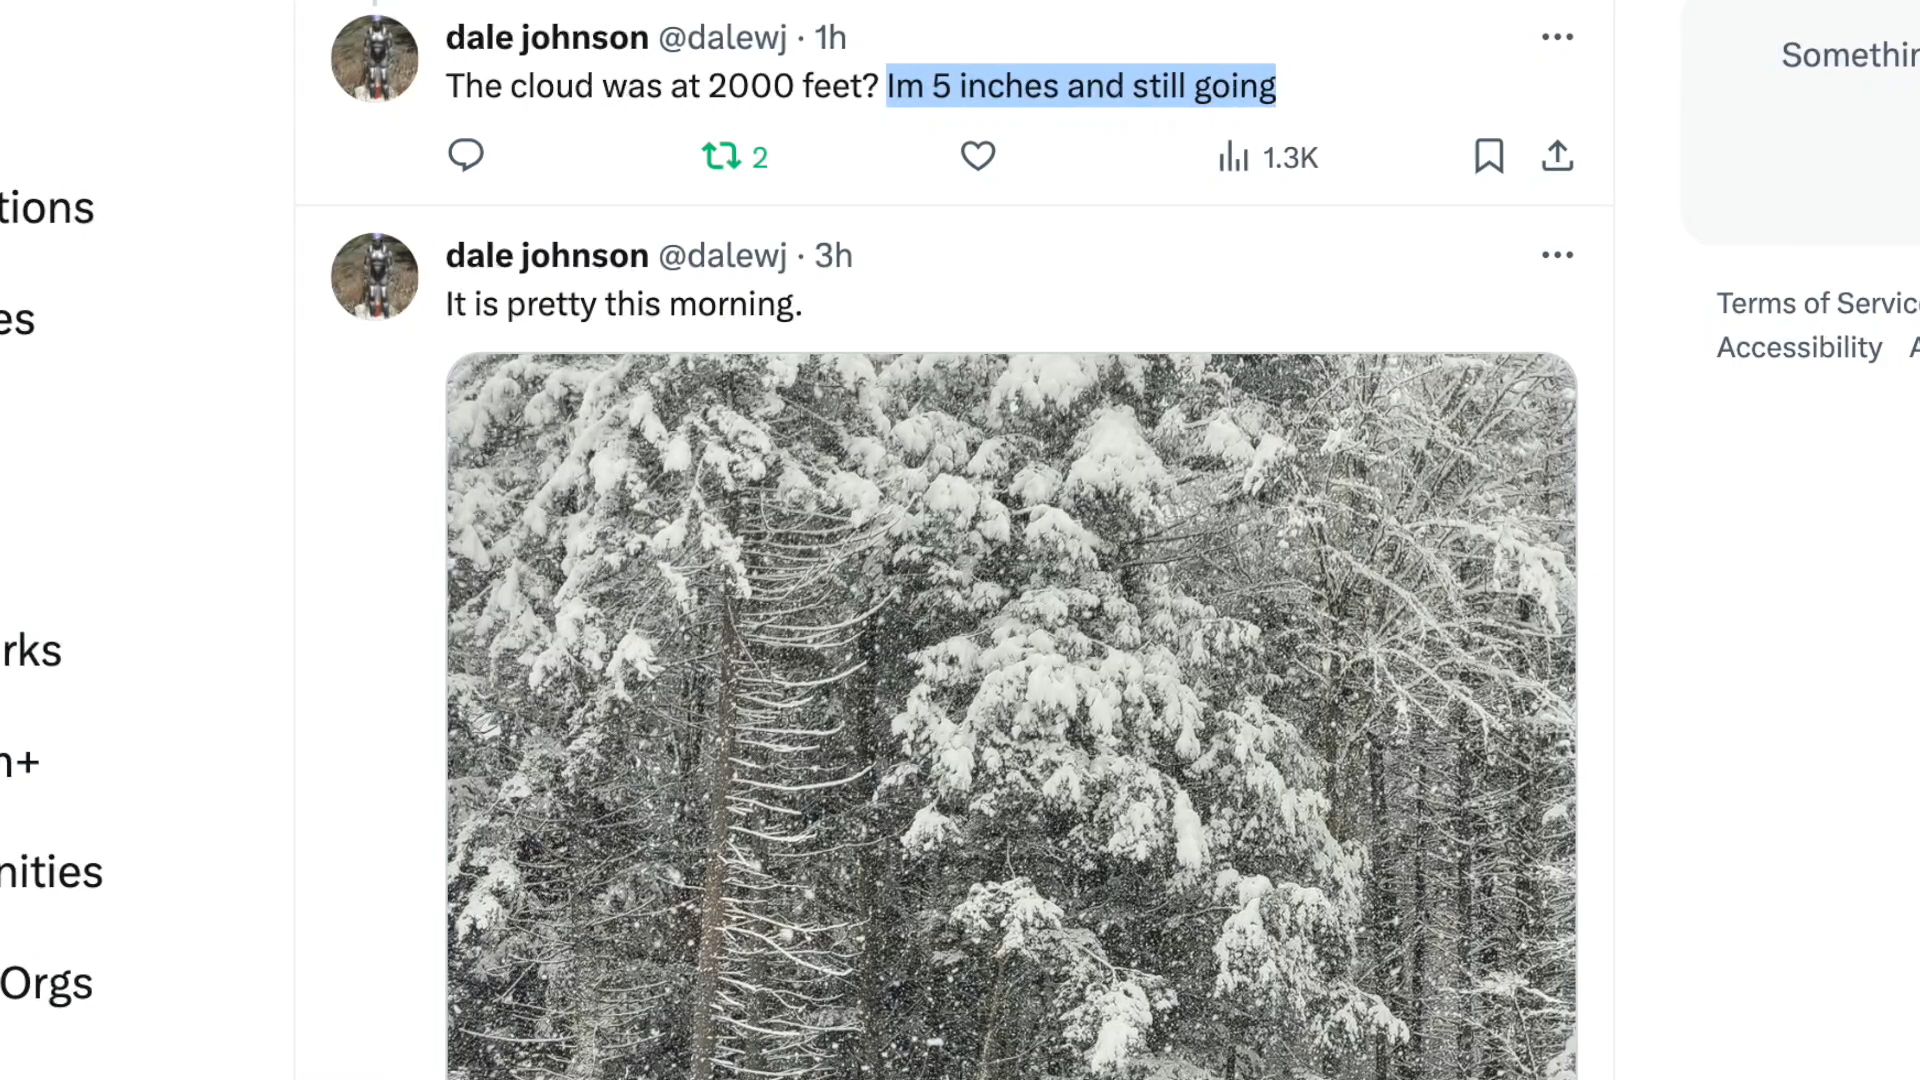 dale johnson @dalewj · 1h
The cloud was at 2000 feet? Im 5 inches and still going
2
1.3K
dale johnson @dalewj · 3h
It is pretty this morning.
tions
es
rks
n+
nities
Orgs
Somethin
Terms of Service
Accessibility A